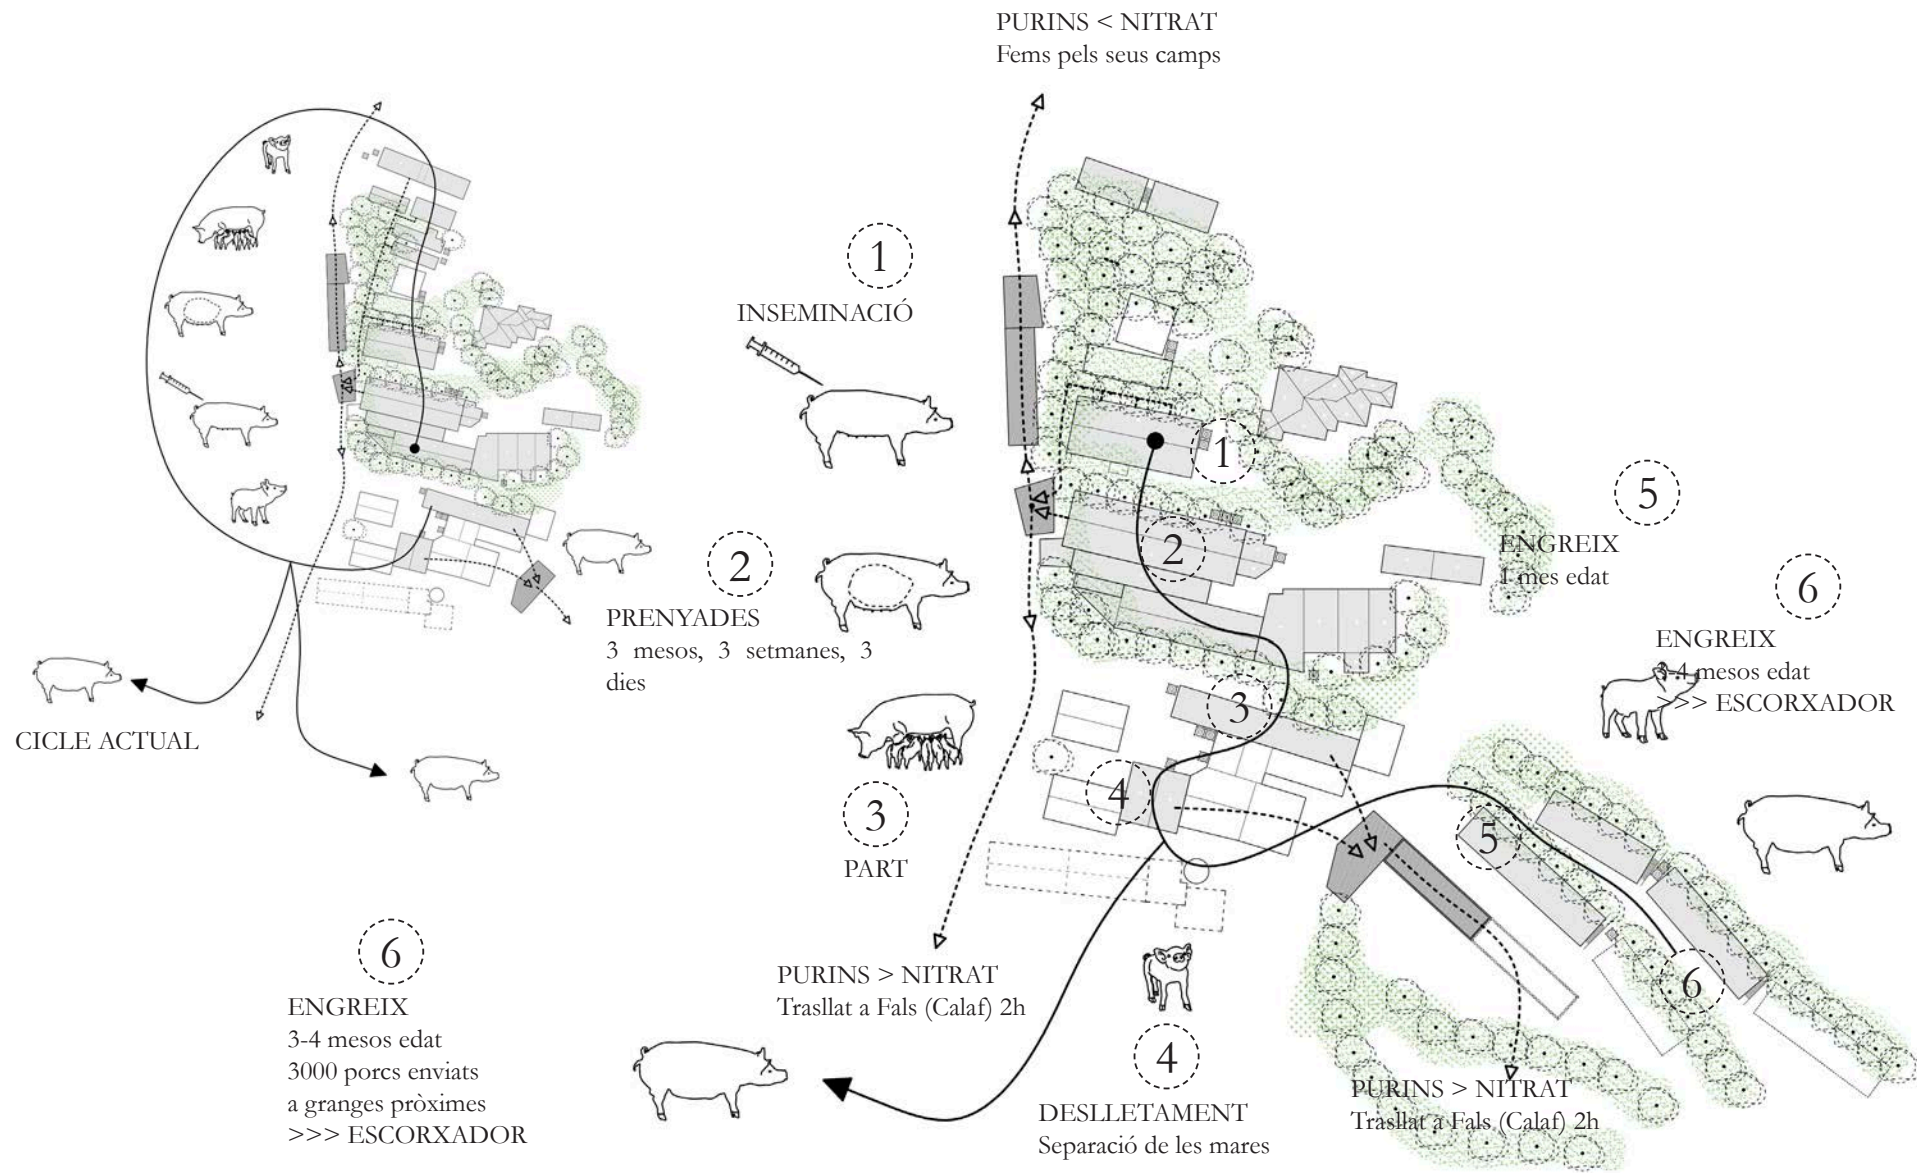 PURINS < NITRAT
Fems pels seus camps
1
INSEMINACIÓ
1
5
ENGREIX
1 mes edat
2
PRENYADES
3 mesos, 3 setmanes, 3
dies
2
6
ENGREIX
3-4 mesos edat
>>> ESCORXADOR
CICLE ACTUAL
3
PART
3
4
5
6
6
ENGREIX
3-4 mesos edat
3000 porcs enviats
a granges pròximes
>>> ESCORXADOR
PURINS > NITRAT
Trasllat a Fals (Calaf) 2h
4
DESLLETAMENT
Separació de les mares
PURINS > NITRAT
Trasllat a Fals (Calaf) 2h